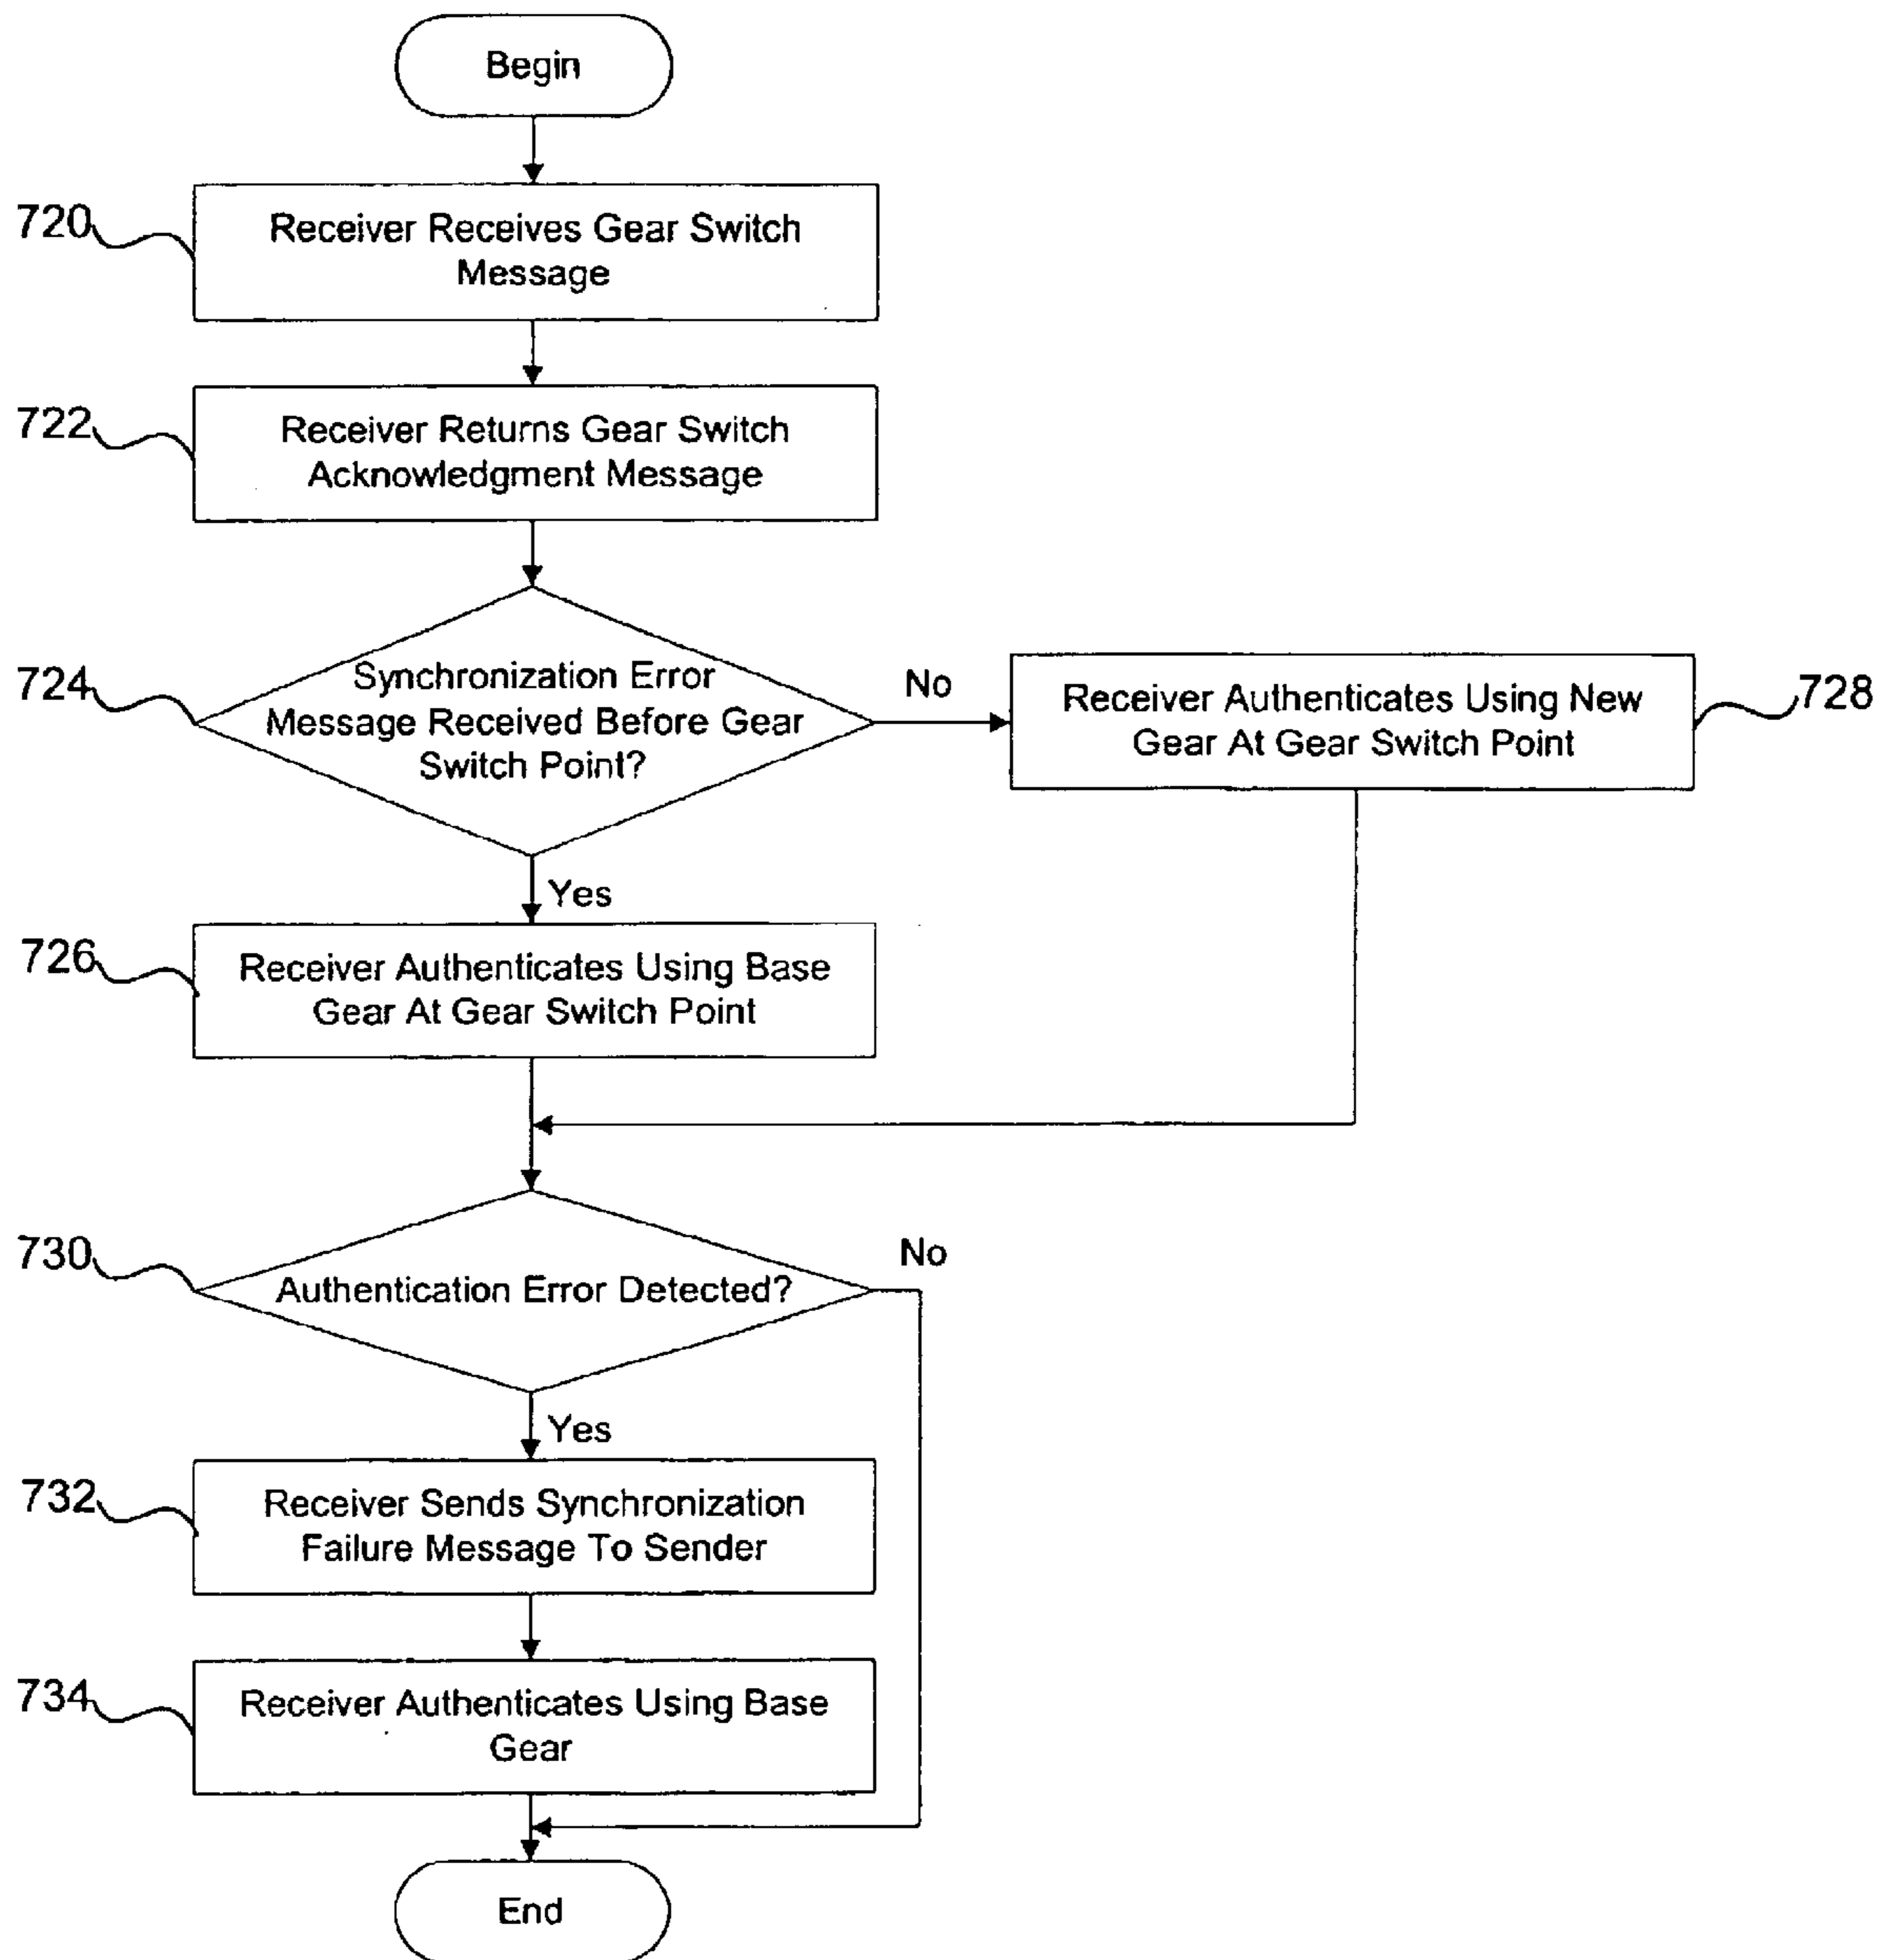 Begin
720
Receiver Receives Gear Switch
Message
722
Receiver Returns Gear Switch
Acknowledgment Message
724
Synchronization Error
Message Received Before Gear
Switch Point?
No
Receiver Authenticates Using New
Gear At Gear Switch Point
728
Yes
726
Receiver Authenticates Using Base
Gear At Gear Switch Point
730
Authentication Error Detected?
No
Yes
732
Receiver Sends Synchronization
Failure Message To Sender
734
Receiver Authenticates Using Base
Gear
End